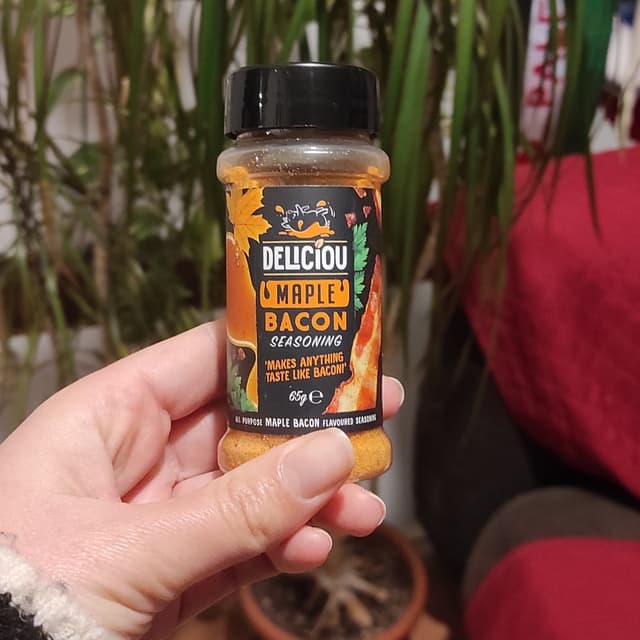 DELICIOU
MAPLE
BACON
SEASONING
'MAKES ANYTHING
TASTE LIKE BACON!'
65g e
ALL PURPOSE MAPLE BACON FLAVOURED SEASONING